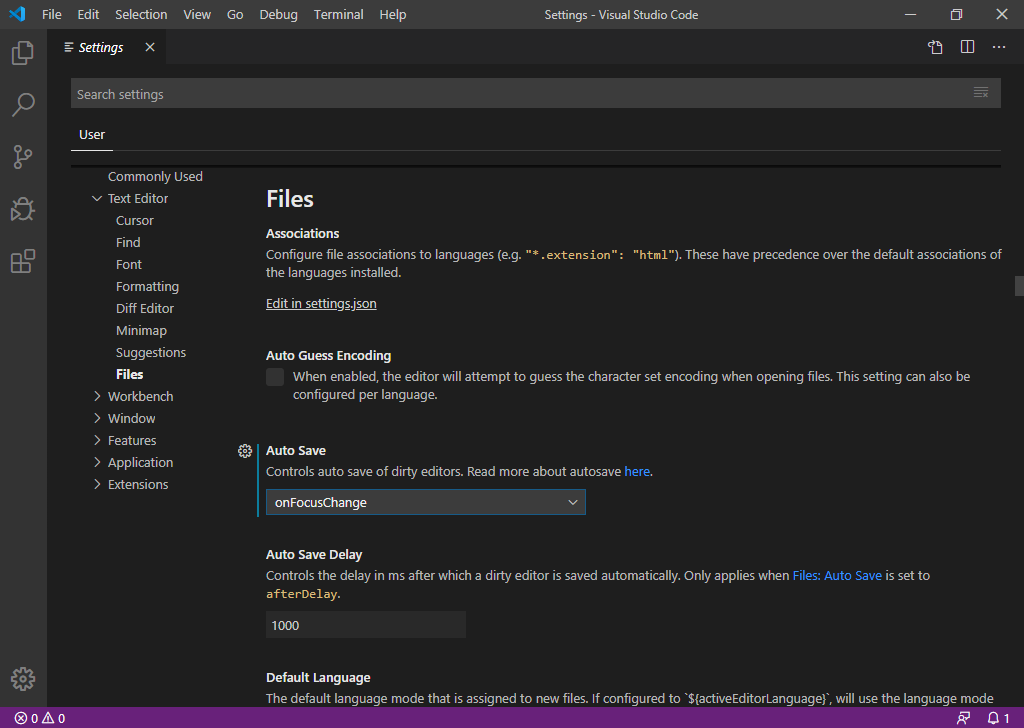 File Edit Selection View Go Debug Terminal Help Settings - Visual Studio Code
Settings
Search settings
User
Commonly Used
Text Editor
Cursor
Find
Font
Formatting
Diff Editor
Minimap
Suggestions
Files
Workbench
Window
Features
Application
Extensions
Files
Associations
Configure file associations to languages (e.g. "*.extension": "html"). These have precedence over the default associations of
the languages installed.
Edit in settings.json
Auto Guess Encoding
When enabled, the editor will attempt to guess the character set encoding when opening files. This setting can also be
configured per language.
Auto Save
Controls auto save of dirty editors. Read more about autosave here.
onFocusChange
Auto Save Delay
Controls the delay in ms after which a dirty editor is saved automatically. Only applies when Files: Auto Save is set to
afterDelay.
1000
Default Language
The default language mode that is assigned to new files. If configured to `${activeEditorLanguage}`, will use the language mode
0 0 1